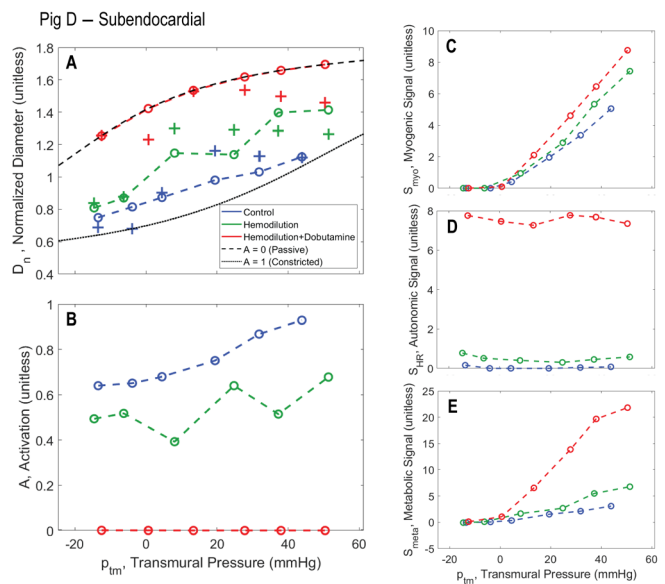 Pig D – Subendocardial
A
D_n, Normalized Diameter (unitless)
1.8
1.6
1.4
1.2
1
0.8
0.6
0.4
Control
Hemodilution
Hemodilution+Dobutamine
A = 0 (Passive)
A = 1 (Constricted)
B
A, Activation (unitless)
1
0.8
0.6
0.4
0.2
0
-20 0 20 40 60
p_tm, Transmural Pressure (mmHg)
C
S_myo, Myogenic Signal (unitless)
10
8
6
4
2
0
D
S_HR, Autonomic Signal (unitless)
8
6
4
2
0
E
S_meta, Metabolic Signal (unitless)
25
20
15
10
5
0
-5
-20 0 20 40 60
p_tm, Transmural Pressure (mmHg)